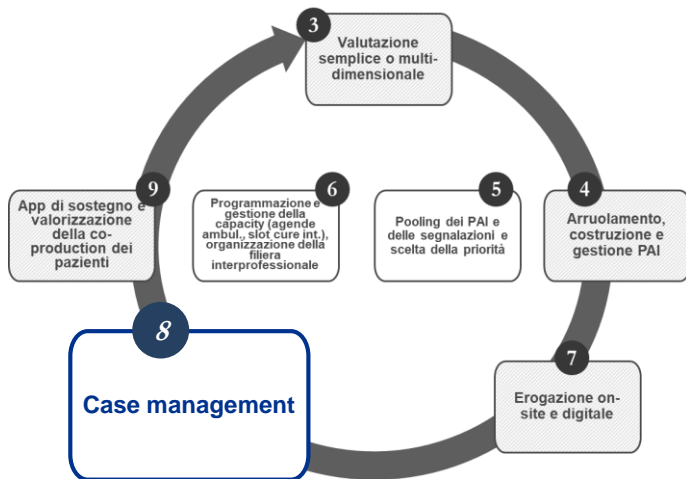 3
Valutazione
semplice o multi-
dimensionale
9
App di sostegno e
valorizzazione
della co-
production dei
pazienti
6
Programmazione e
gestione della
capacity (agende
ambul., slot cure int.),
organizzazione della
filiera
interprofessionale
5
Pooling dei PAI e
delle segnalazioni e
scelta della priorità
4
Arruolamento,
costruzione e
gestione PAI
8
Case management
7
Erogazione on-
site e digitale